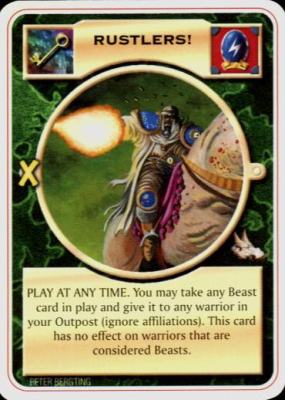 RUSTLERS!
X
PLAY AT ANY TIME. You may take any Beast
card in play and give it to any warrior in
your Outpost (ignore affiliations). This card
has no effect on warriors that are
considered Beasts.
PETER BERGTING